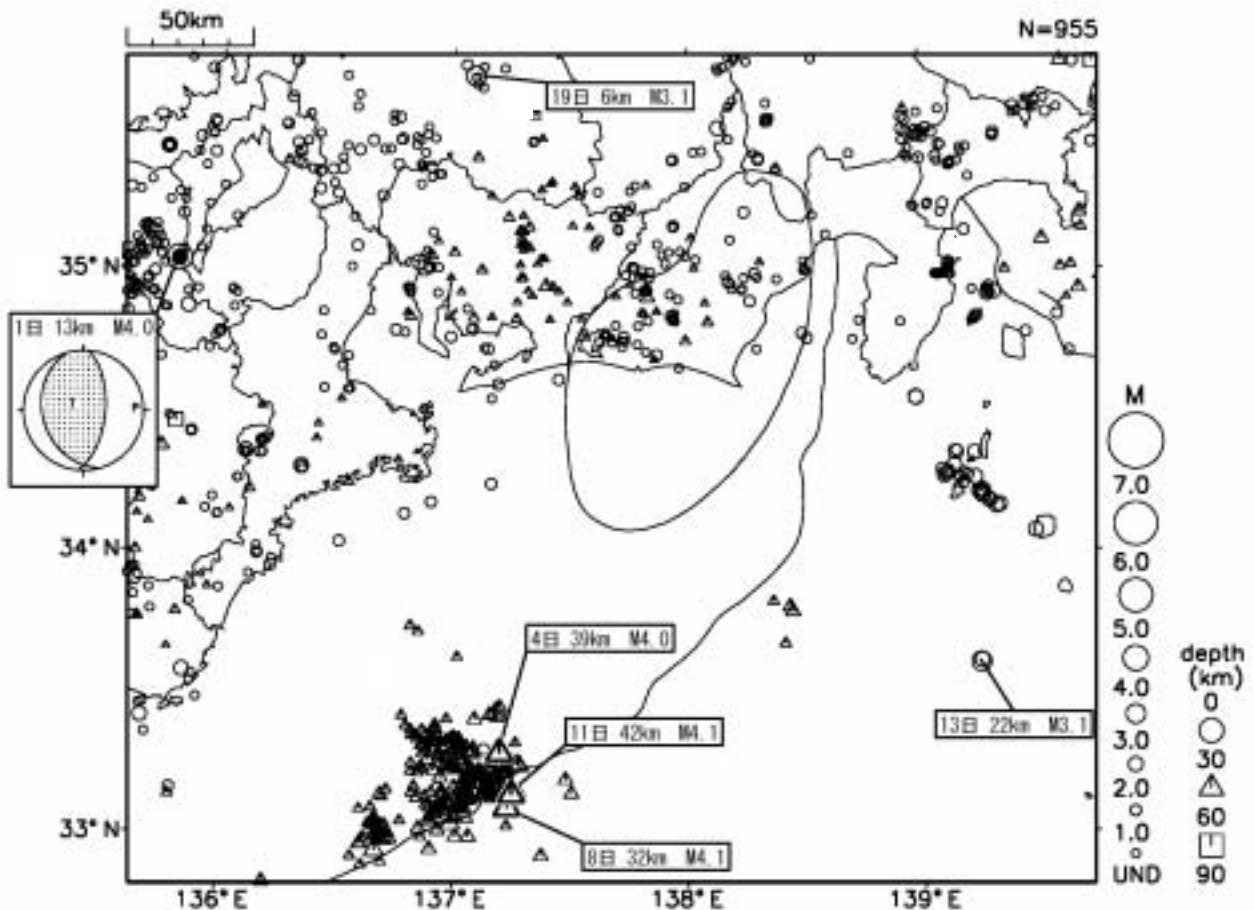 50km
N=955
19日 6km M3.1
35°N
1日 13km M4.0
T
P
M
7.0
34°N
6.0
5.0
4日 39km M4.0
4.0
depth
(km)
0
11日 42km M4.1
13日 22km M3.1
3.0
30
2.0
60
33°N
1.0
8日 32km M4.1
UND
90
136°E
137°E
138°E
139°E